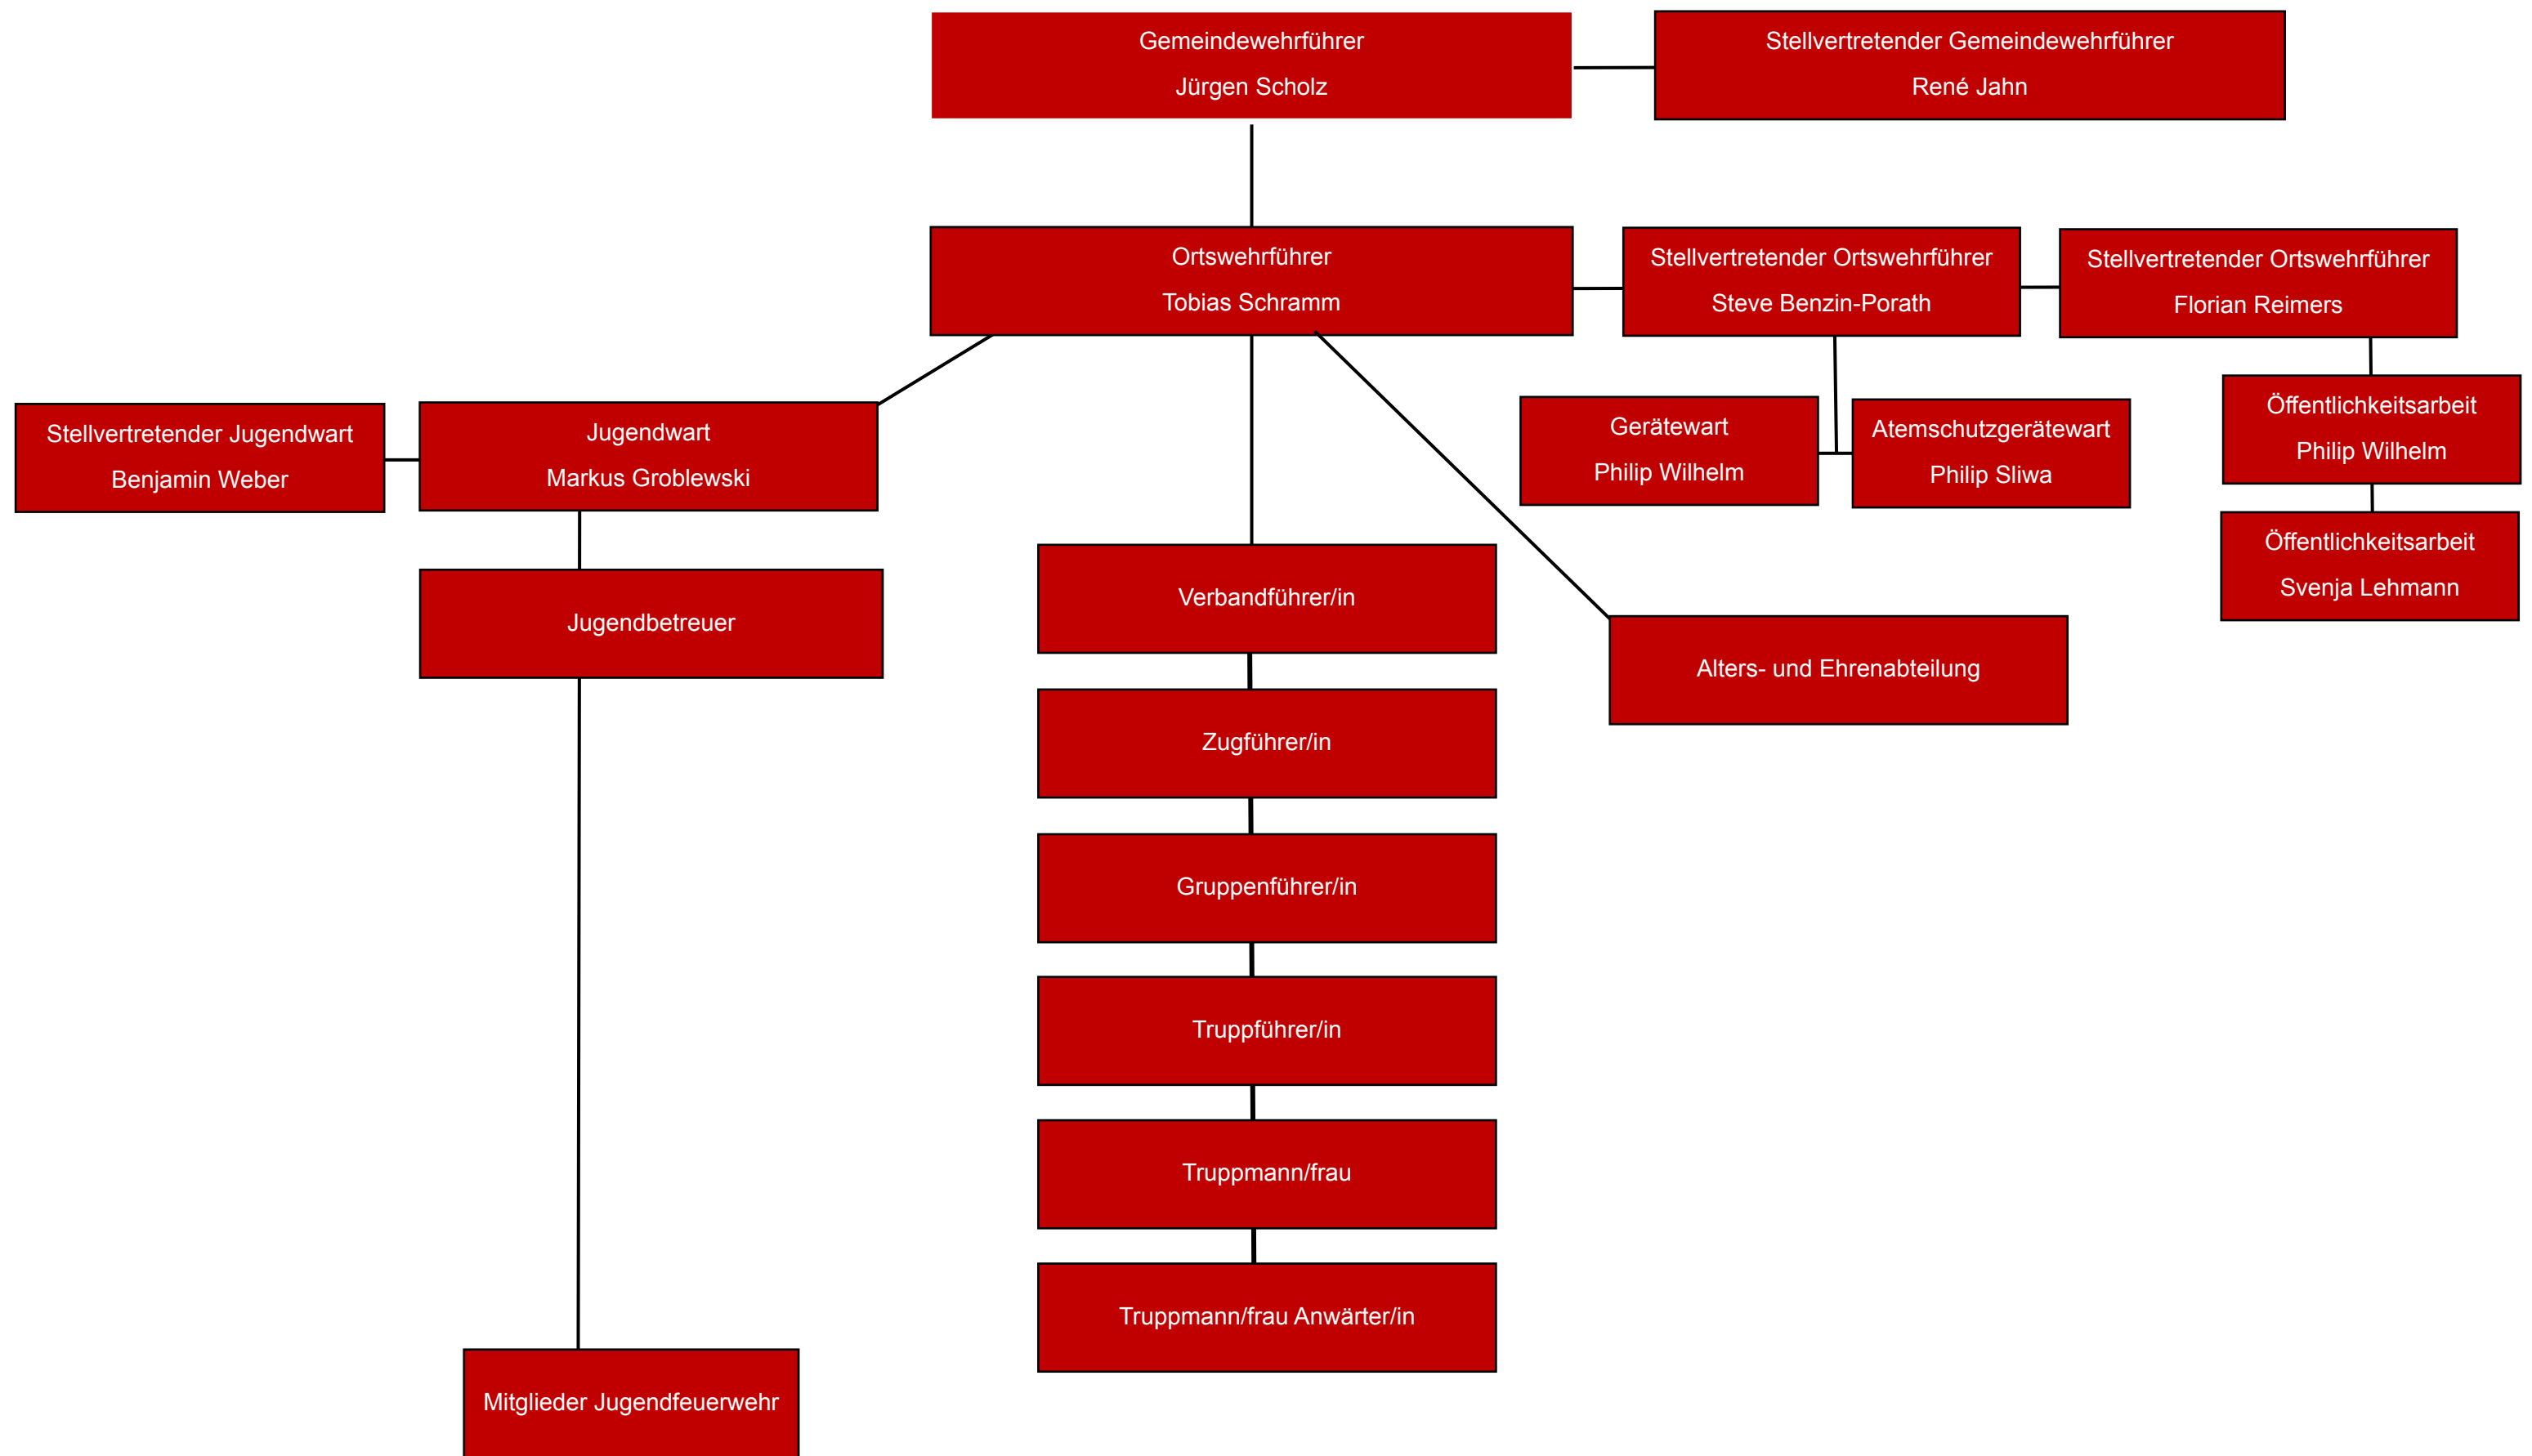 Gemeindewehrführer
Jürgen Scholz
Stellvertretender Gemeindewehrführer
René Jahn
Ortswehrführer
Tobias Schramm
Stellvertretender Ortswehrführer
Steve Benzin-Porath
Stellvertretender Ortswehrführer
Florian Reimers
Stellvertretender Jugendwart
Benjamin Weber
Jugendwart
Markus Groblewski
Gerätewart
Philip Wilhelm
Atemschutzgerätewart
Philip Sliwa
Öffentlichkeitsarbeit
Philip Wilhelm
Öffentlichkeitsarbeit
Svenja Lehmann
Jugendbetreuer
Verbandführer/in
Alters- und Ehrenabteilung
Zugführer/in
Gruppenführer/in
Truppführer/in
Truppmann/frau
Truppmann/frau Anwärter/in
Mitglieder Jugendfeuerwehr